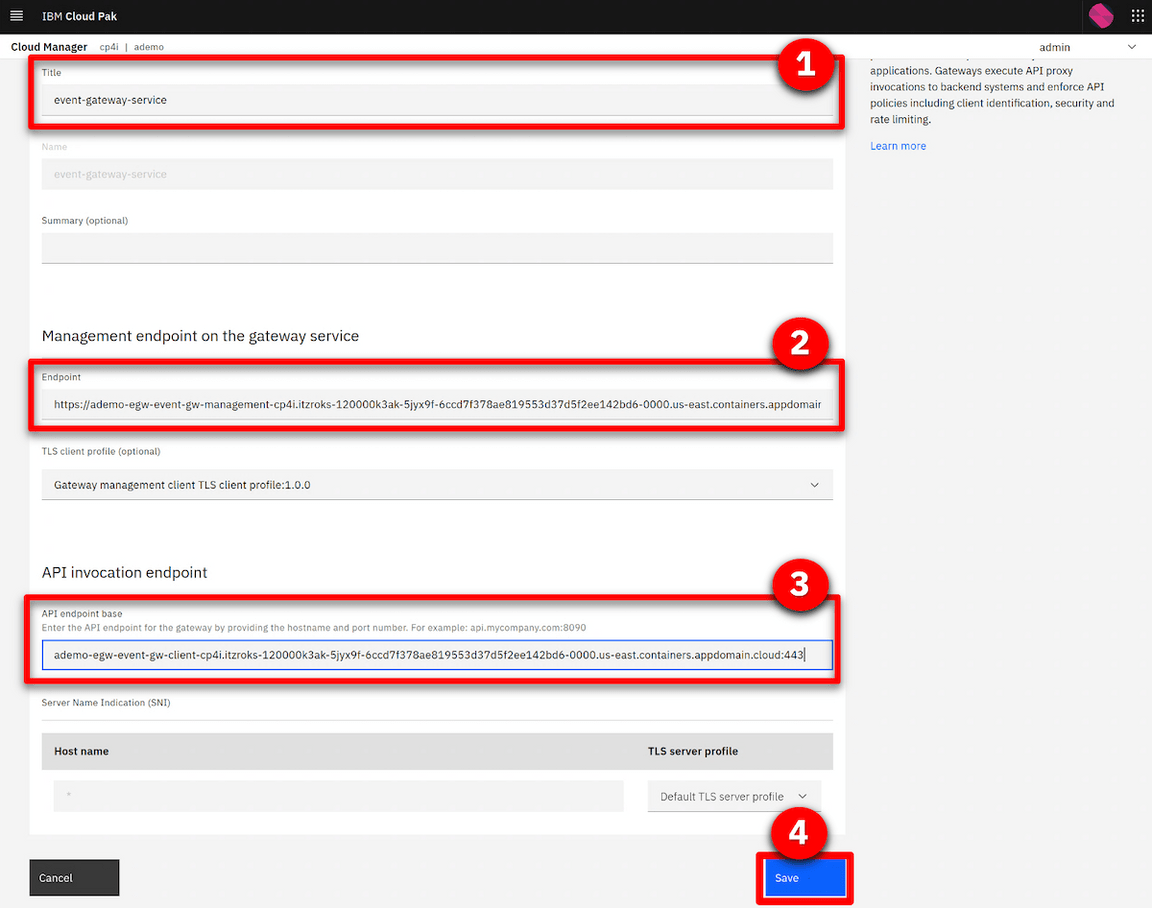 IBM Cloud Pak
Cloud Manager cp4i | ademo admin
applications. Gateways execute API proxy
invocations to backend systems and enforce API
policies including client identification, security and
rate limiting.
Learn more
1
Title
event-gateway-service
Name
event-gateway-service
Summary (optional)
Management endpoint on the gateway service
2
Endpoint
https://ademo-egw-event-gw-management-cp4i.itzroks-120000k3ak-5jyx9f-6ccd7f378ae819553d37d5f2ee142bd6-0000.us-east.containers.appdomain
TLS client profile (optional)
Gateway management client TLS client profile:1.0.0
API invocation endpoint
3
API endpoint base
Enter the API endpoint for the gateway by providing the hostname and port number. For example: api.mycompany.com:8090
ademo-egw-event-gw-client-cp4i.itzroks-120000k3ak-5jyx9f-6ccd7f378ae819553d37d5f2ee142bd6-0000.us-east.containers.appdomain.cloud:443
Server Name Indication (SNI)
Host name TLS server profile
* Default TLS server profile
4
Cancel Save